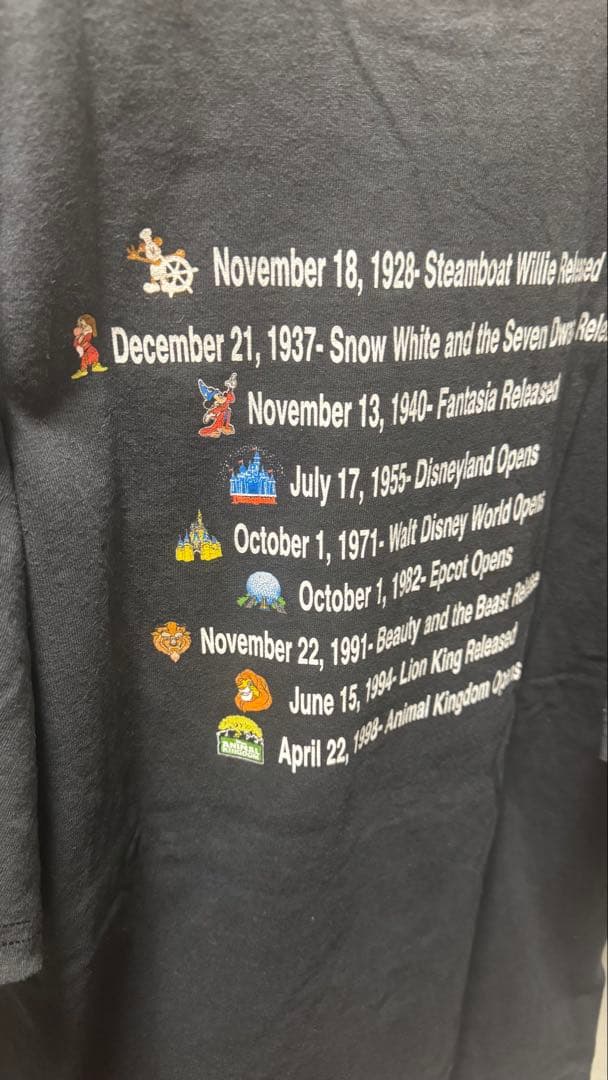 November 18, 1928- Steamboat Willie Released
December 21, 1937- Snow White and the Seven
November 13, 1940- Fantasia Released
July 17, 1955- Disneyland Opens
October 1, 1971- Walt Disney World Opens
October 1, 1982- Epcot Opens
November 22, 1991- Beauty and the Beast
June 15, 1994- Lion King Released
ANIMAL
KINGDOM
April 22, 1998- Animal Kingdom Opens